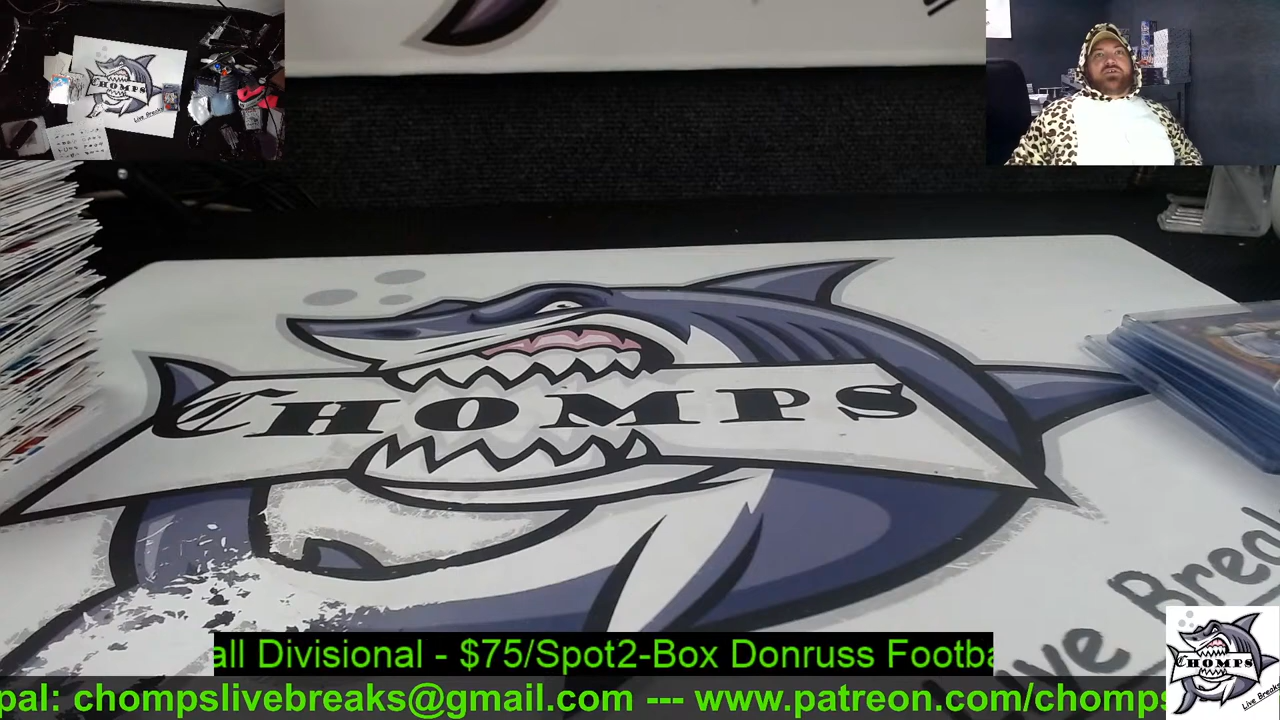 CHOMPS
Live Breaks
CHOMPS
Live Break
all Divisional - $75/Spot2-Box Donruss Footba
CHOMPS
Live Breaks
pal: chompslivebreaks@gmail.com --- www.patreon.com/chomps